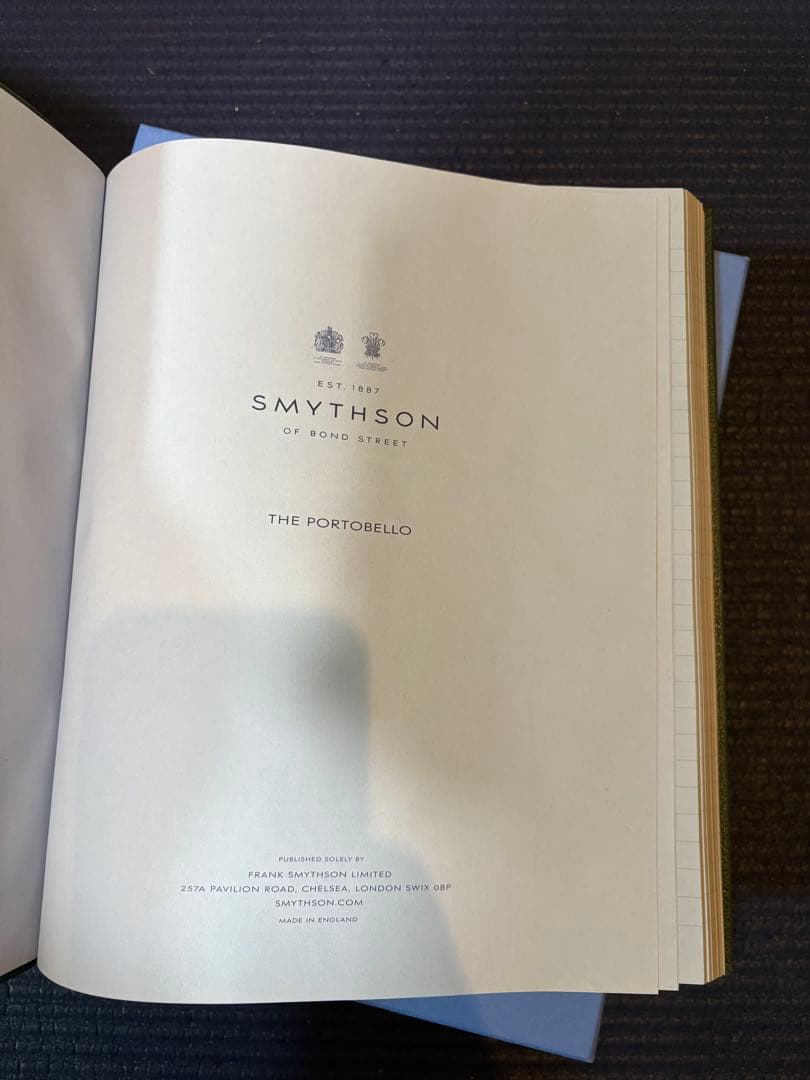 EST. 1887
SMYTHSON
OF BOND STREET
THE PORTOBELLO
PUBLISHED SOLELY BY
FRANK SMYTHSON LIMITED
257A PAVILION ROAD, CHELSEA, LONDON SW1X 0BP
SMYTHSON.COM
MADE IN ENGLAND